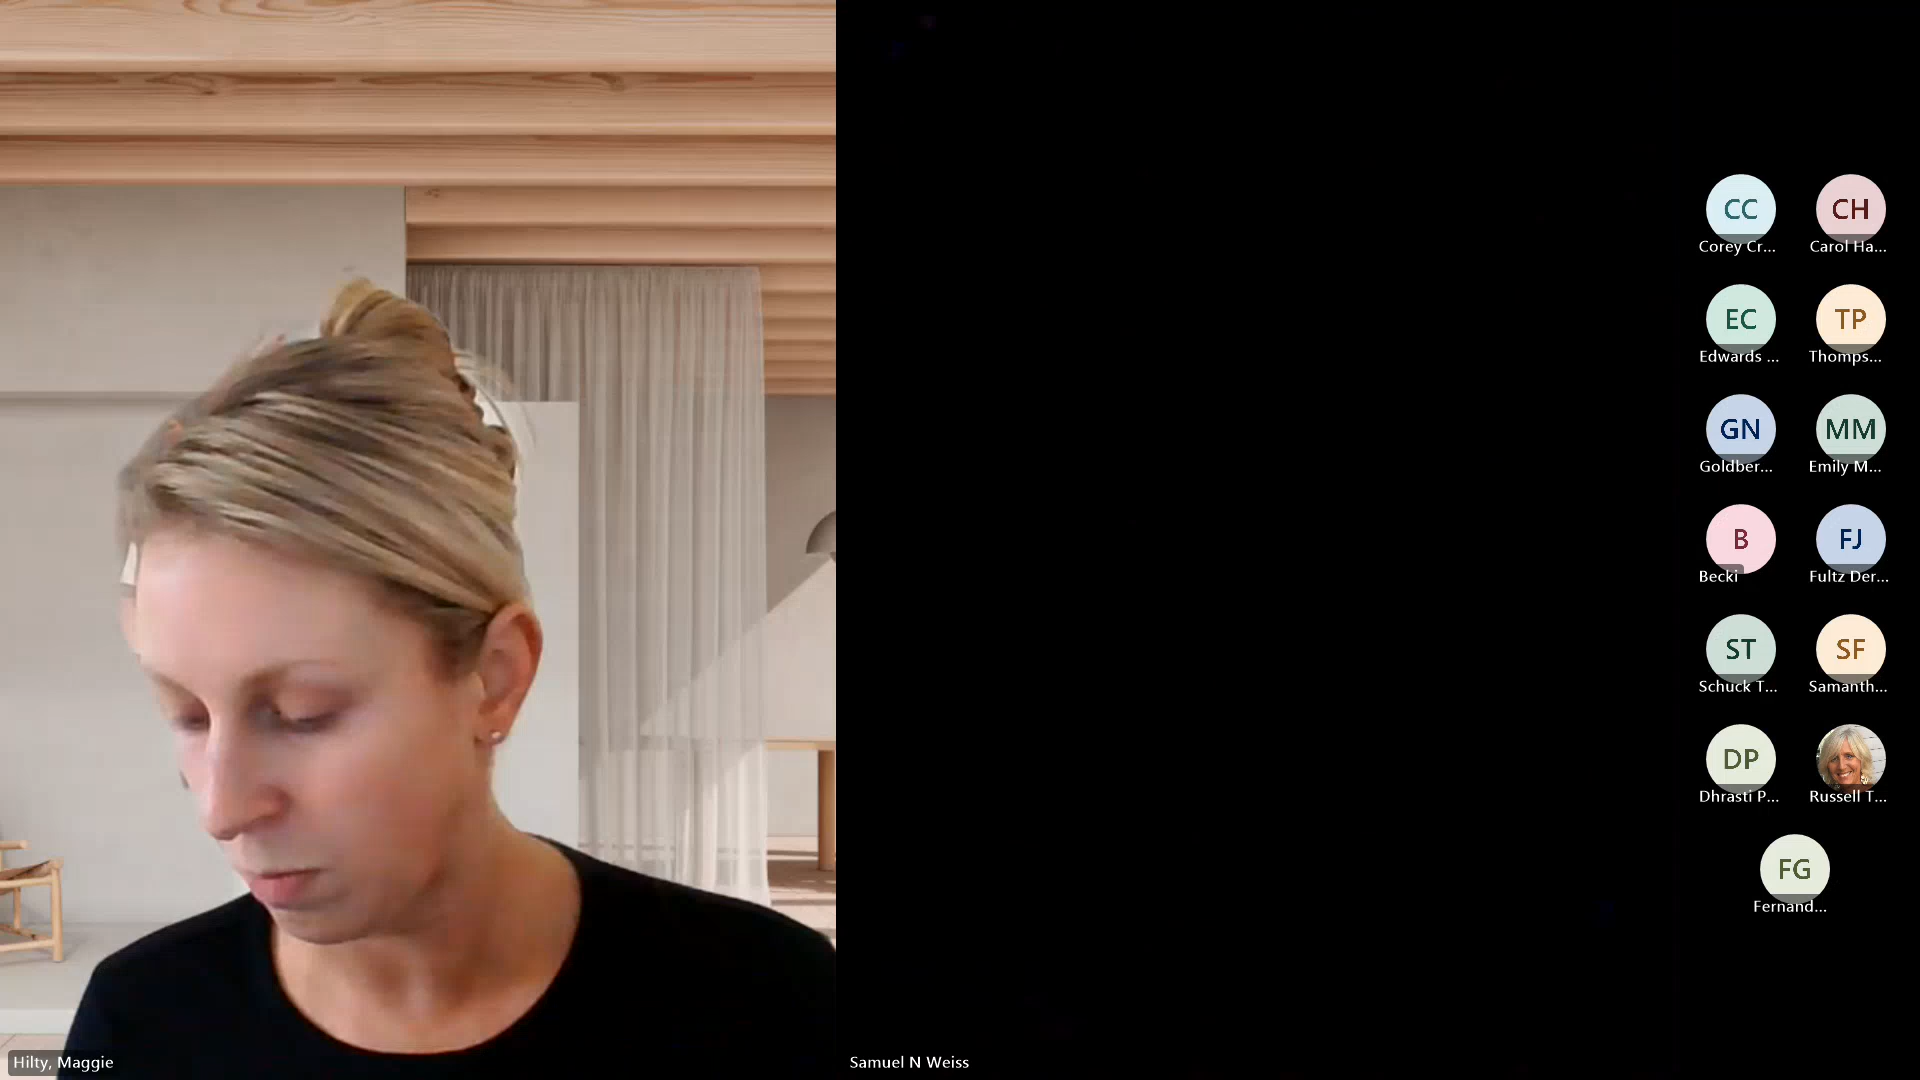 CC
CH
Corey Cr...
Carol Ha...
EC
TP
Edwards ...
Thomps...
GN
MM
Goldber...
Emily M...
B
FJ
Becki
Fultz Der...
ST
SF
Schuck T...
Samanth...
DP
Dhrasti P...
Russell T...
FG
Fernand...
Hilty, Maggie
Samuel N Weiss